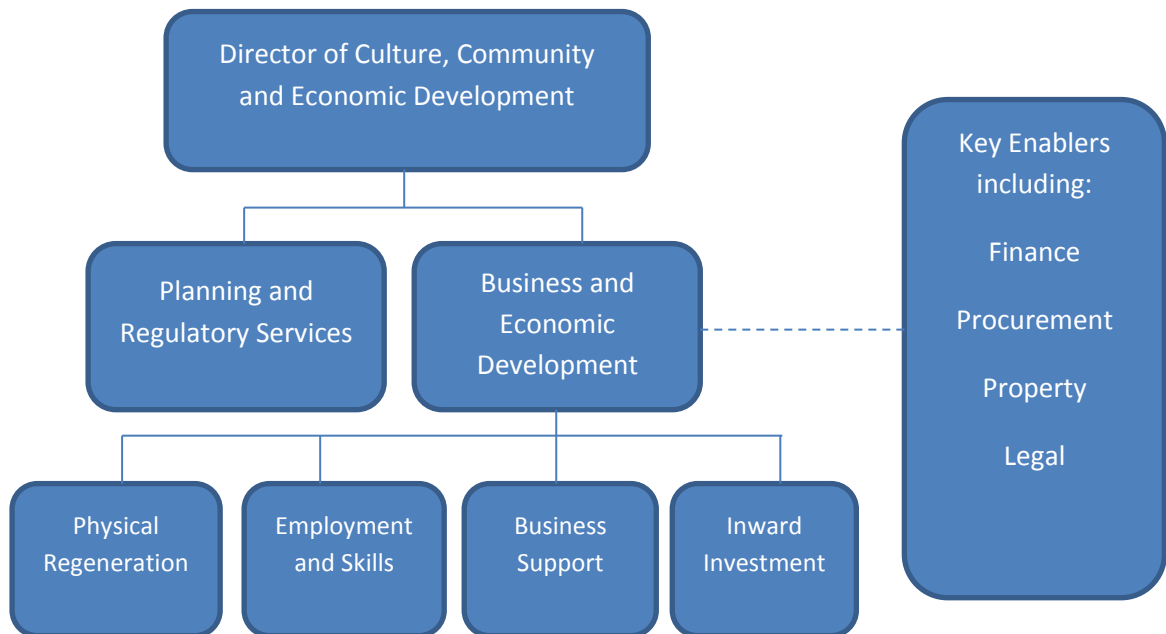 Director of Culture, Community
and Economic Development
Key Enablers
including:
Finance
Procurement
Property
Legal
Planning and
Regulatory Services
Business and
Economic
Development
Physical
Regeneration
Employment
and Skills
Business
Support
Inward
Investment